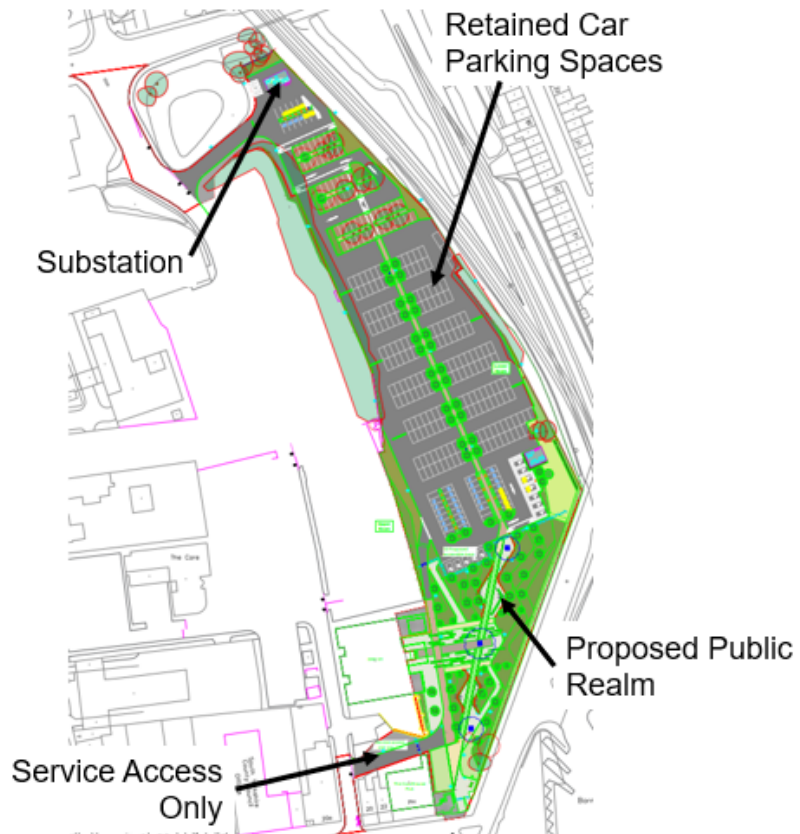 Retained Car
Parking Spaces
Substation
The Core
Proposed Public
Realm
Service Access
Only